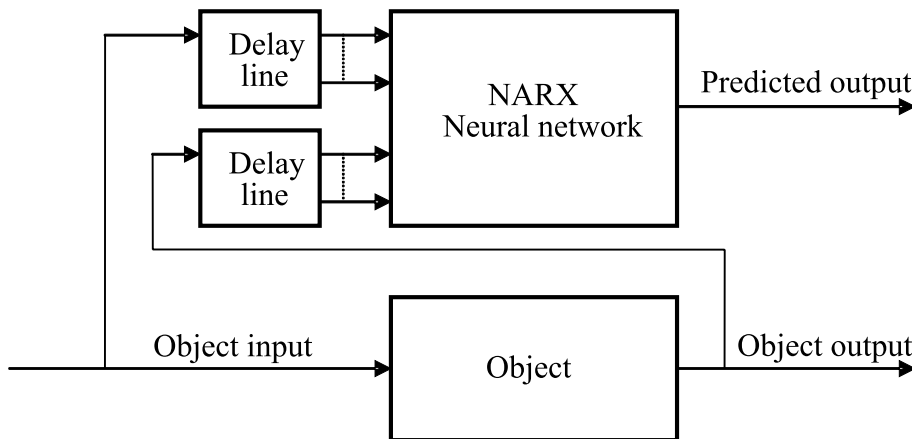 Delay
line
NARX
Neural network
Predicted output
Delay
line
Object input
Object
Object output